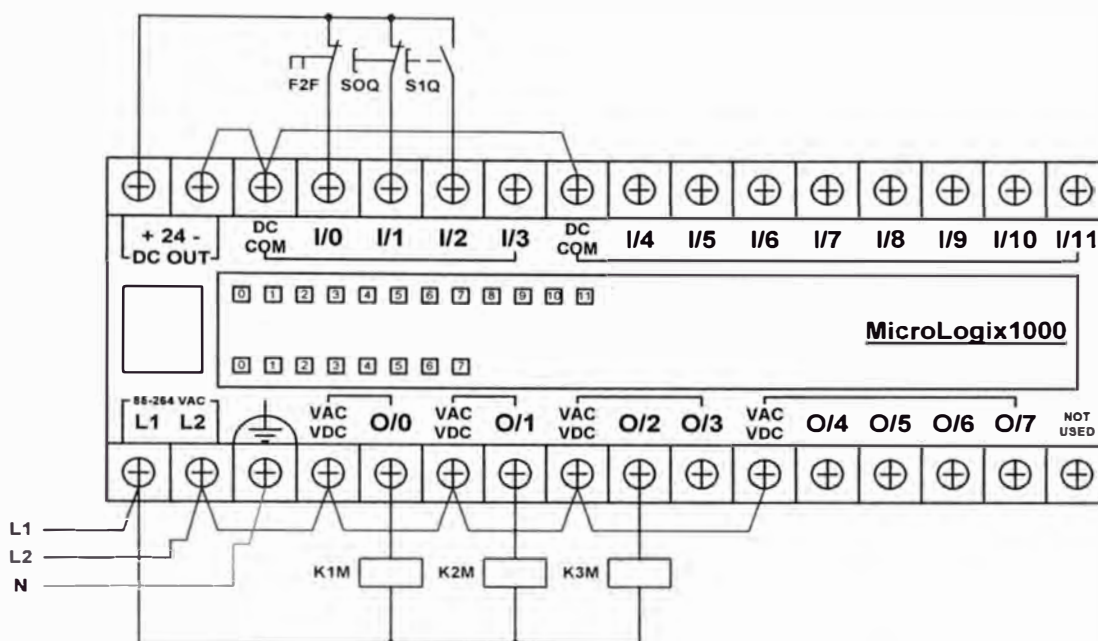 F2F SOQ S1Q
+ 24 - DC COM I/0 I/1 I/2 I/3 DC COM I/4 I/5 I/6 I/7 I/8 I/9 I/10 I/11
DC OUT
0 1 2 3 4 5 6 7 8 9 10 11
MicroLogix1000
0 1 2 3 4 5 6 7
85-264 VAC
L1 L2 VAC VDC O/0 VAC VDC O/1 VAC VDC O/2 O/3 VAC VDC O/4 O/5 O/6 O/7 NOT USED
L1
L2
N
K1M K2M K3M